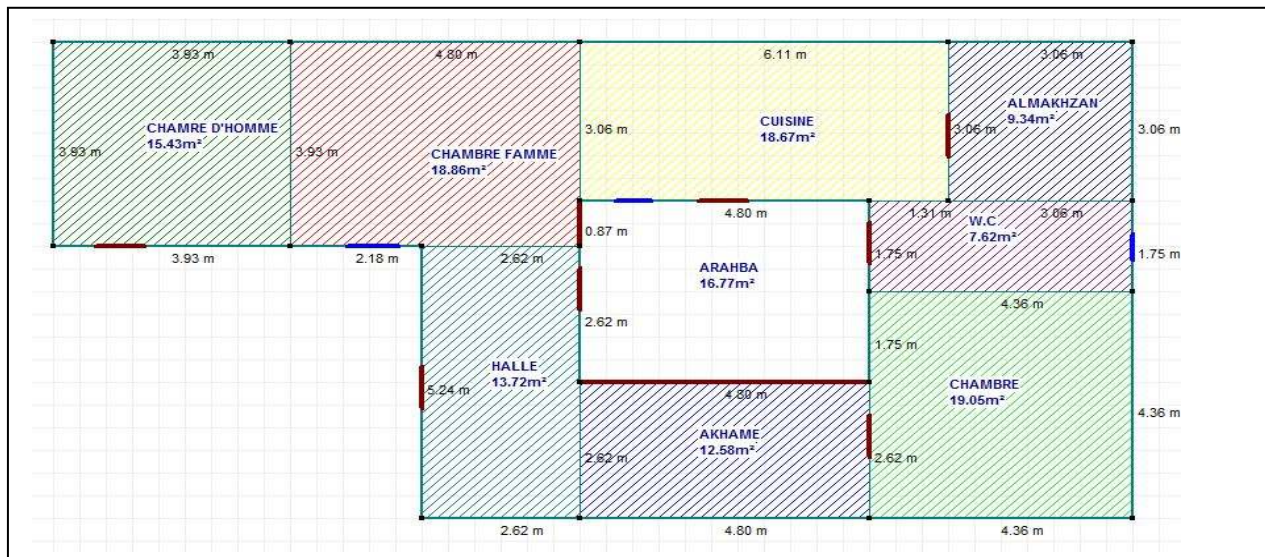 3.93 m 4.80 m 6.11 m 3.06 m
ALMAKHZAN
9.34m²
CUISINE
18.67m²
CHAMRE D'HOMME
15.43m²
3.06 m 3.06 m 3.06 m
3.93 m 3.93 m
CHAMBRE FAMME
18.86m²
4.80 m 1.31 m 3.06 m
W.C.
7.62m²
0.87 m
3.93 m 2.18 m 2.62 m
1.75 m 1.75 m
ARAHBA
16.77m²
4.36 m
2.62 m
1.75 m
HALLE
13.72m²
5.24 m
4.80 m
CHAMBRE
19.05m²
4.36 m
AKHAME
12.58m²
2.62 m 2.62 m
2.62 m 4.80 m 4.36 m